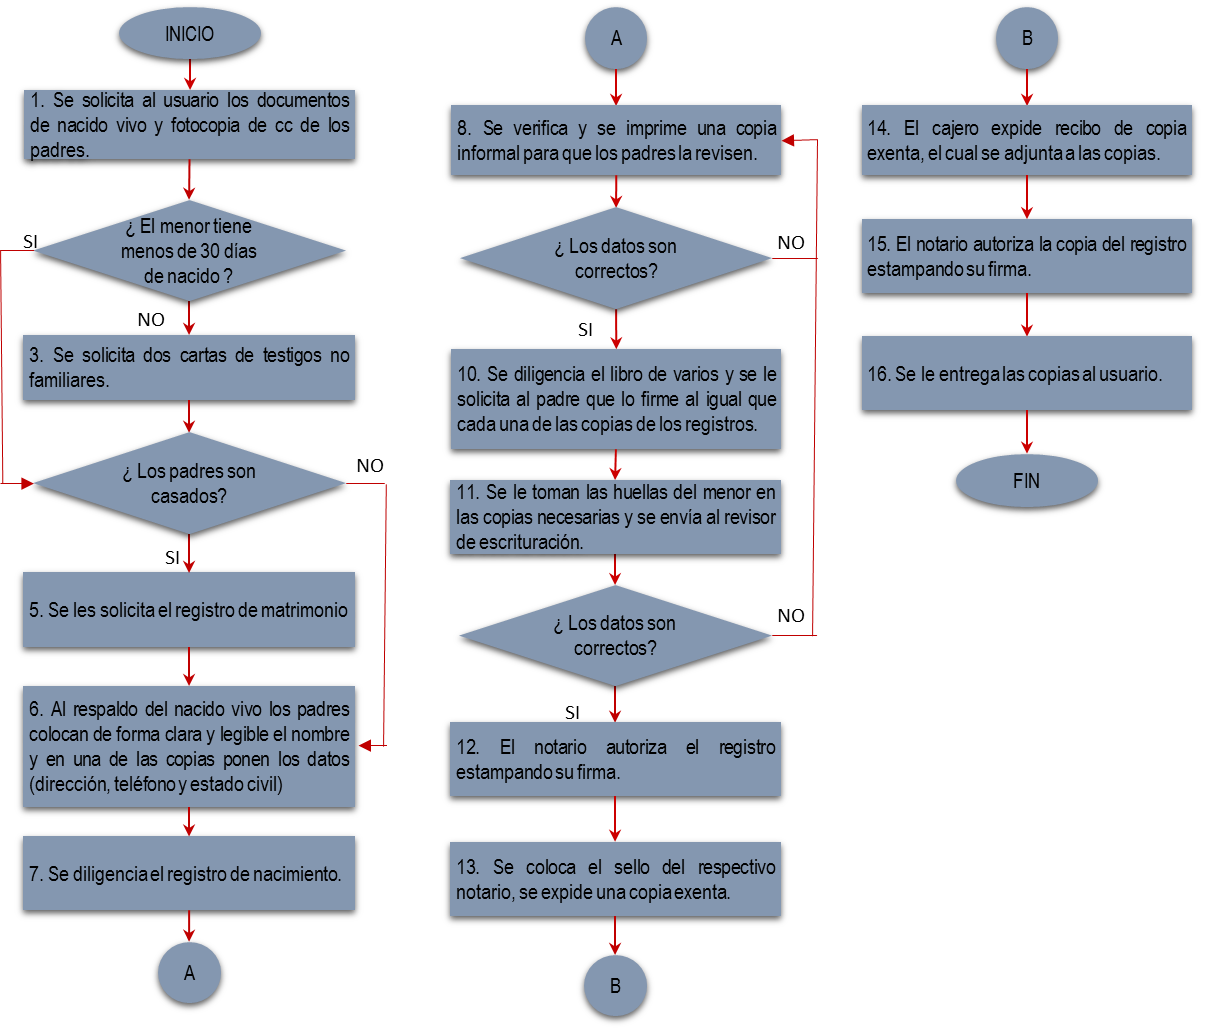 INICIO
1. Se solicita al usuario los documentos
de nacido vivo y fotocopia de cc de los
padres.
¿ El menor tiene
menos de 30 días
de nacido ?
SI
NO
3. Se solicita dos cartas de testigos no
familiares.
¿ Los padres son
casados?
NO
SI
5. Se les solicita el registro de matrimonio
6. Al respaldo del nacido vivo los padres
colocan de forma clara y legible el nombre
y en una de las copias ponen los datos
(dirección, teléfono y estado civil)
7. Se diligencia el registro de nacimiento.
A
A
8. Se verifica y se imprime una copia
informal para que los padres la revisen.
¿ Los datos son
correctos?
NO
SI
10. Se diligencia el libro de varios y se le
solicita al padre que lo firme al igual que
cada una de las copias de los registros.
11. Se le toman las huellas del menor en
las copias necesarias y se envía al revisor
de escrituración.
¿ Los datos son
correctos?
NO
SI
12. El notario autoriza el registro
estampando su firma.
13. Se coloca el sello del respectivo
notario, se expide una copia exenta.
B
B
14. El cajero expide recibo de copia
exenta, el cual se adjunta a las copias.
15. El notario autoriza la copia del registro
estampando su firma.
16. Se le entrega las copias al usuario.
FIN